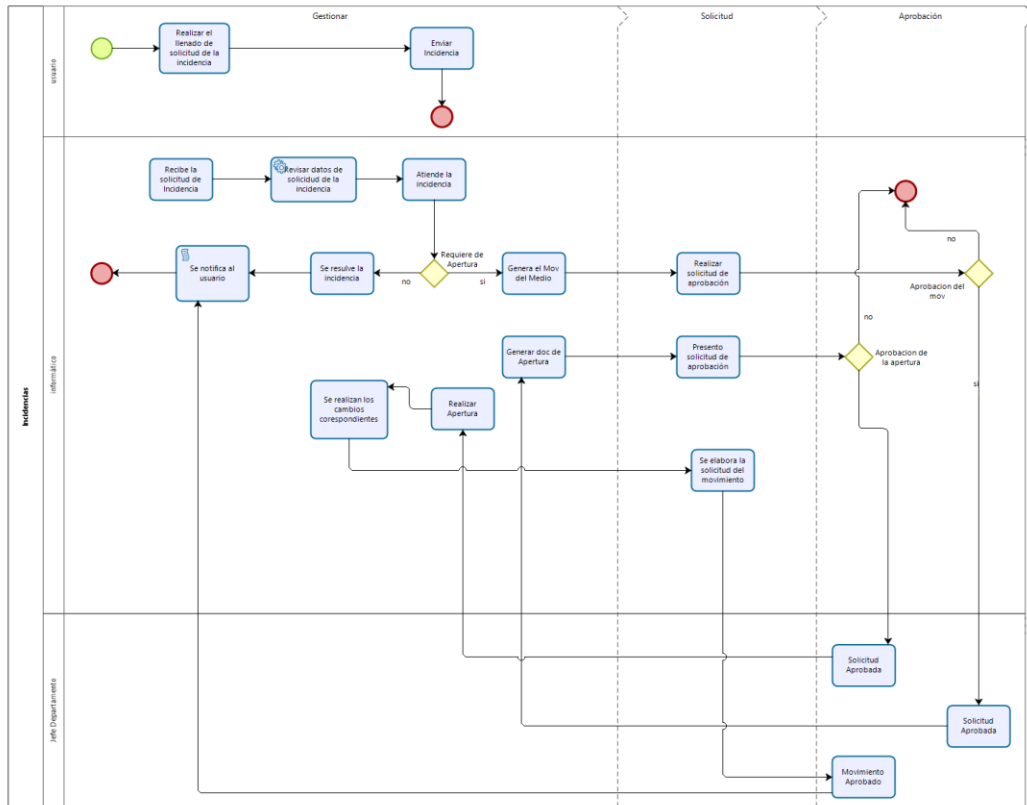 Gestionar
Solicitud
Aprobación
Incidencias
usuario
Realizar el
llenado de
solicitud de la
incidencia
Enviar
Incidencia
informático
Recibe la
solicitud de
Incidencia
Revisar datos de
solicidud de la
incidencia
Atiende la
incidencia
Requiere de
Apertura
no
si
Se notifica al
usuario
Se resulve la
incidencia
Genera el Mov
del Medio
Realizar
solicitud de
aprobación
no
Aprobacion del
mov
si
Generar doc de
Apertura
Presento
solicitud de
aprobación
no
Aprobacion de
la apertura
Se realizan los
cambios
corespondientes
Realizar
Apertura
Se elabora la
solicitud del
movimiento
Jefe Departamento
Solicitud
Aprobada
Solicitud
Aprobada
Movimiento
Aprobado